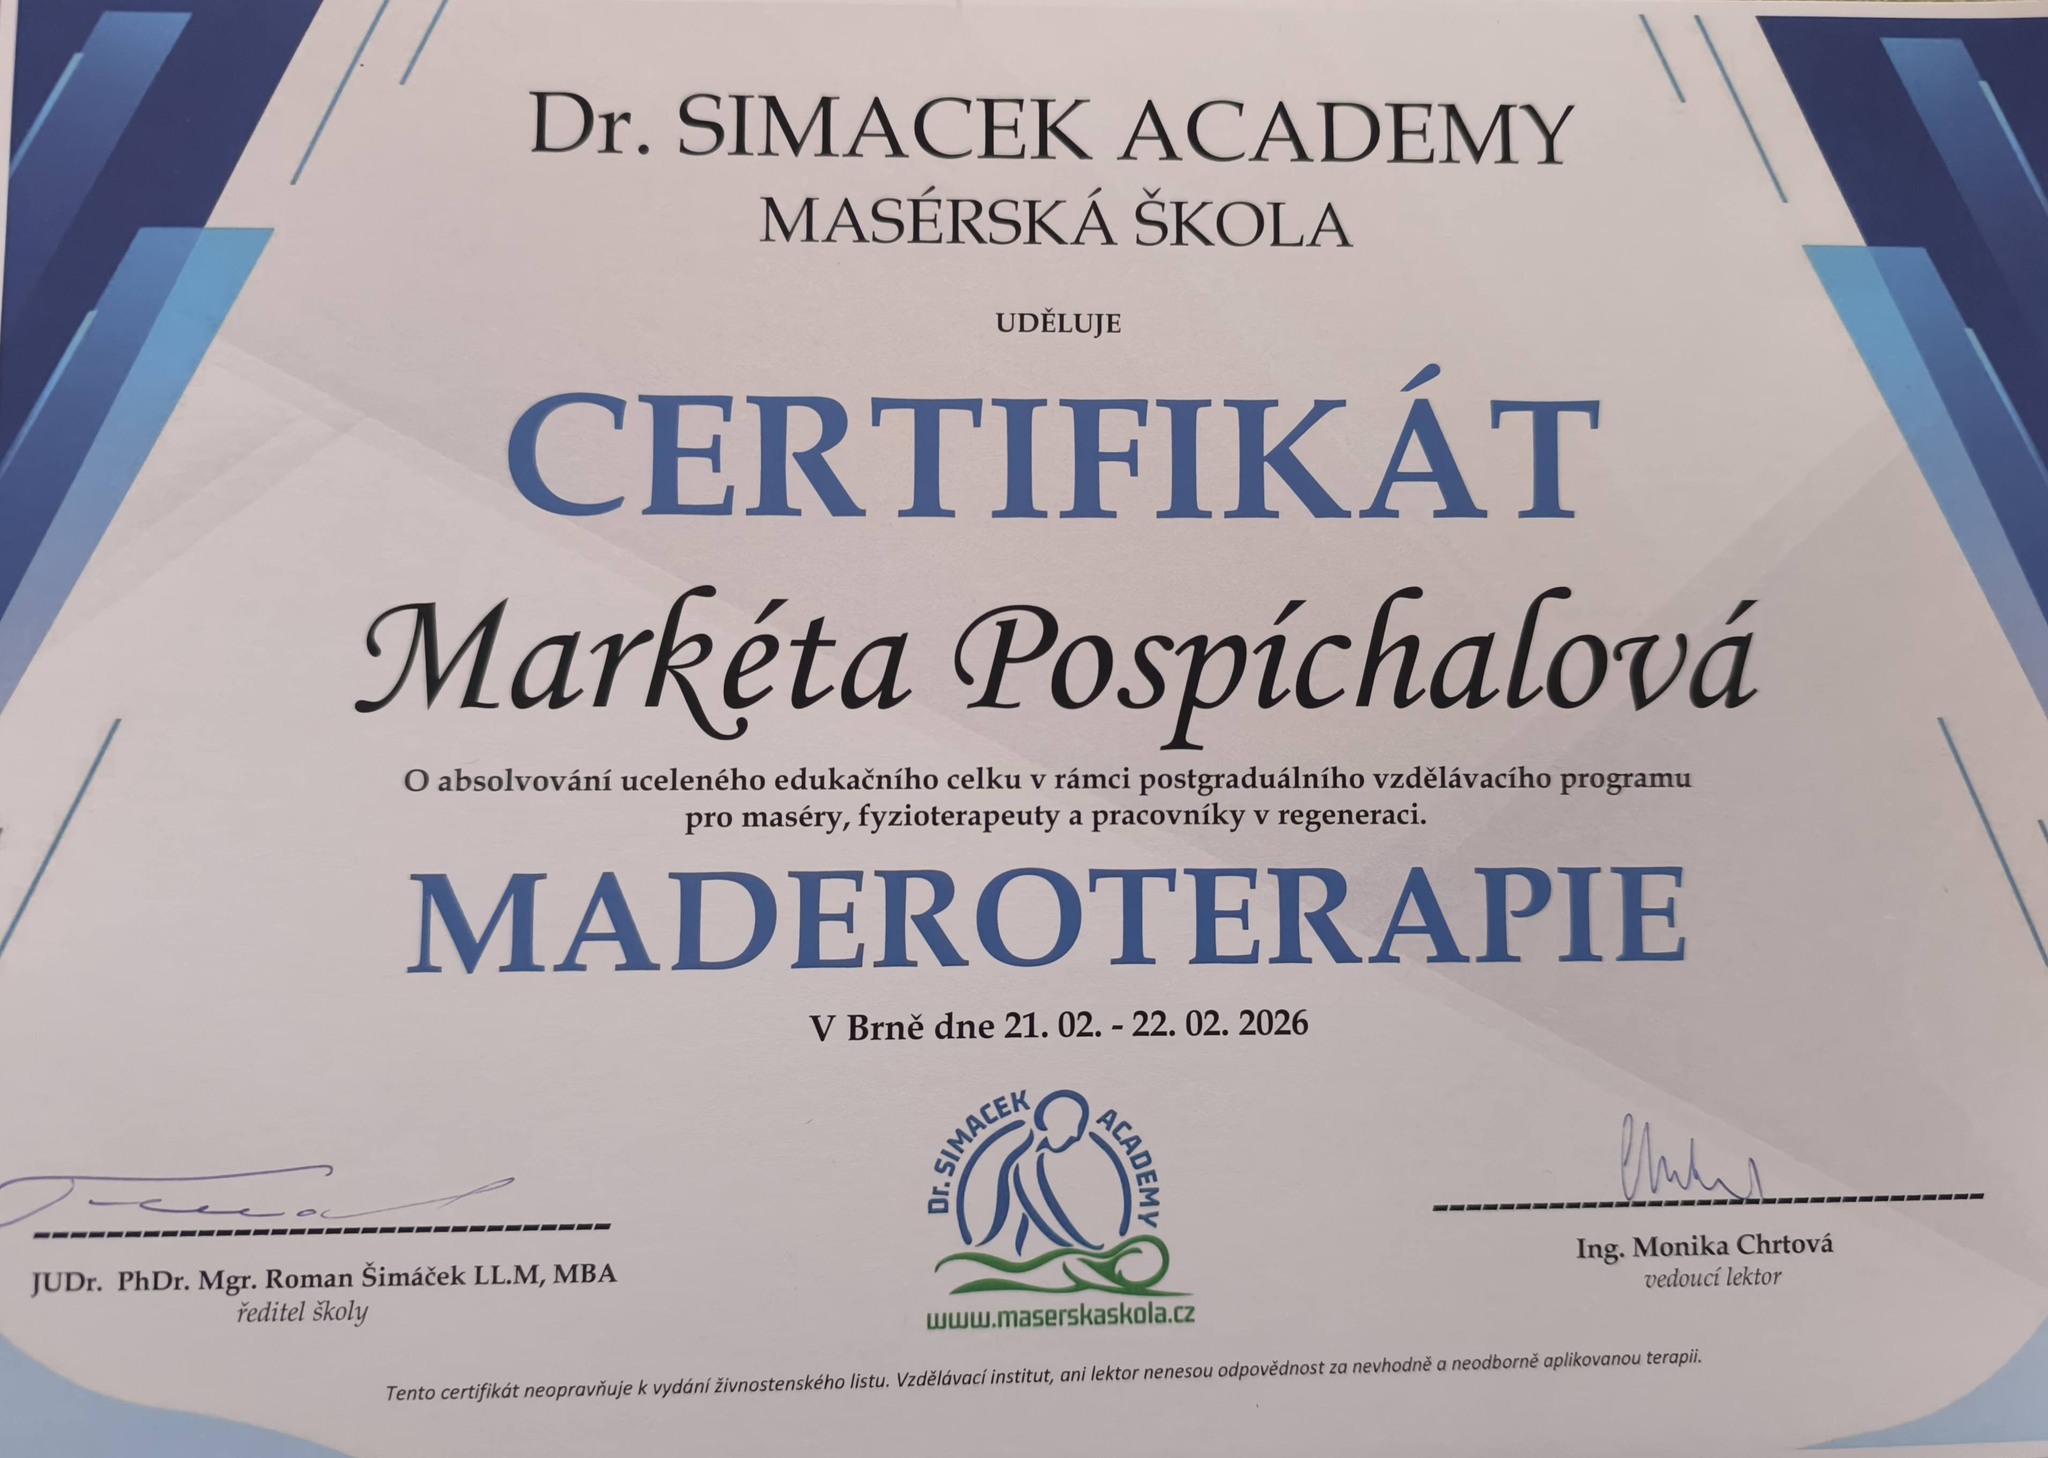 Dr. SIMACEK ACADEMY
MASÉRSKÁ ŠKOLA
UDĚLUJE
CERTIFIKÁT
Markéta Pospíchalová
O absolvování uceleného edukačního celku v rámci postgraduálního vzdělávacího programu
pro maséry, fyzioterapeuty a pracovníky v regeneraci.
MADEROTERAPIE
V Brně dne 21. 02. - 22. 02. 2026
Dr. SIMACEK ACADEMY
www.maserskaskola.cz
JUDr. PhDr. Mgr. Roman Šimáček LL.M, MBA
ředitel školy
Ing. Monika Chrtová
vedoucí lektor
Tento certifikát neopravňuje k vydání živnostenského listu. Vzdělávací institut, ani lektor nenesou odpovědnost za nevhodně a neodborně aplikovanou terapii.